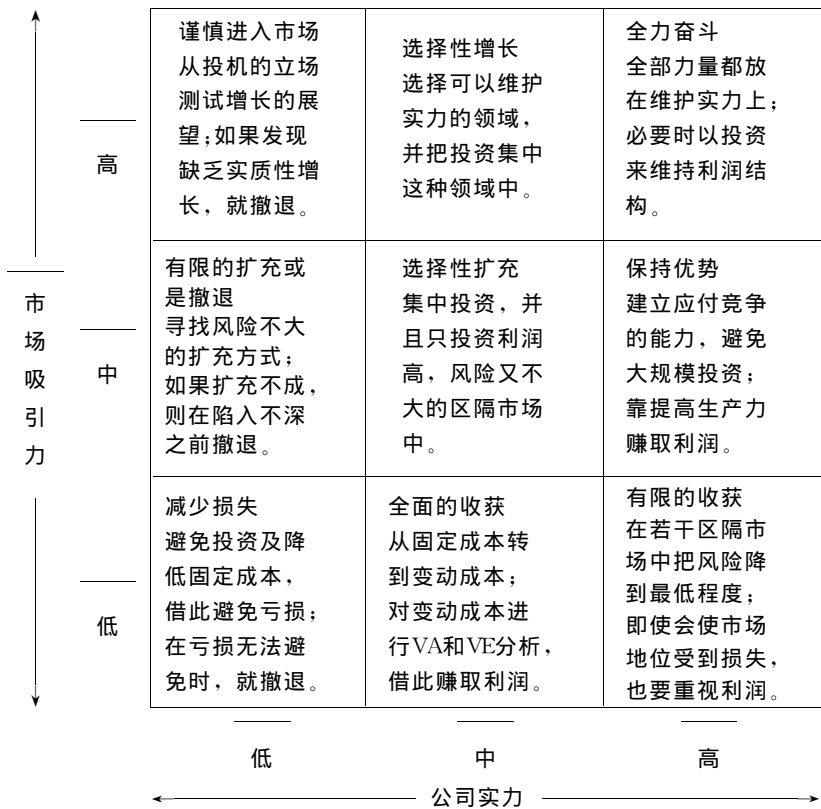 市场吸引力
高
谨慎进入市场
从投机的立场
测试增长的展
望;如果发现
缺乏实质性增
长，就撤退。
选择性增长
选择可以维护
实力的领域，
并把投资集中
这种领域中。
全力奋斗
全部力量都放
在维护实力上；
必要时以投资
来维持利润结
构。
中
有限的扩充或
是撤退
寻找风险不大
的扩充方式；
如果扩充不成，
则在陷入不深
之前撤退。
选择性扩充
集中投资，并
且只投资利润
高，风险又不
大的区隔市场
中。
保持优势
建立应付竞争
的能力，避免
大规模投资；
靠提高生产力
赚取利润。
低
减少损失
避免投资及降
低固定成本，
借此避免亏损；
在亏损无法避
免时，就撤退。
全面的收获
从固定成本转
到变动成本；
对变动成本进
行VA和VE分析，
借此赚取利润。
有限的收获
在若干区隔市
场中把风险降
到最低程度；
即使会使市场
地位受到损失，
也要重视利润。
低
中
高
公司实力